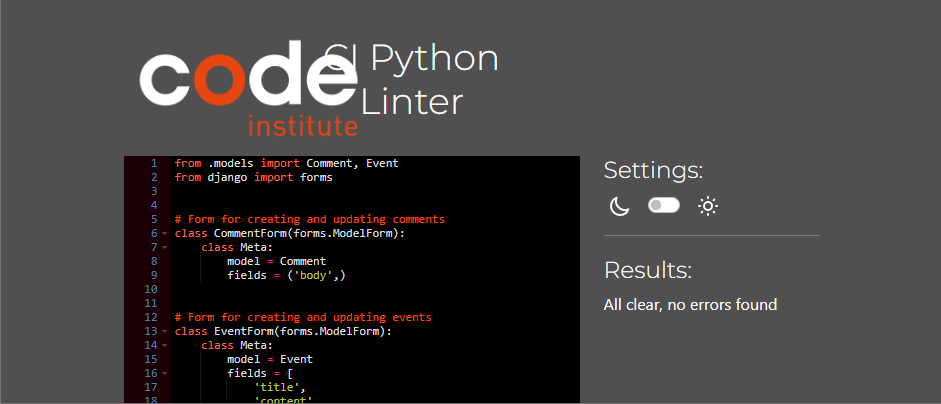 code
institute
CI Python
Linter
1 from .models import Comment, Event
2 from django import forms
3
4
5 # Form for creating and updating comments
6 class CommentForm(forms.ModelForm):
7 class Meta:
8 model = Comment
9 fields = ('body',)
10
11
12 # Form for creating and updating events
13 class EventForm(forms.ModelForm):
14 class Meta:
15 model = Event
16 fields = [
17 'title',
18 'content'
Settings:
Results:
All clear, no errors found